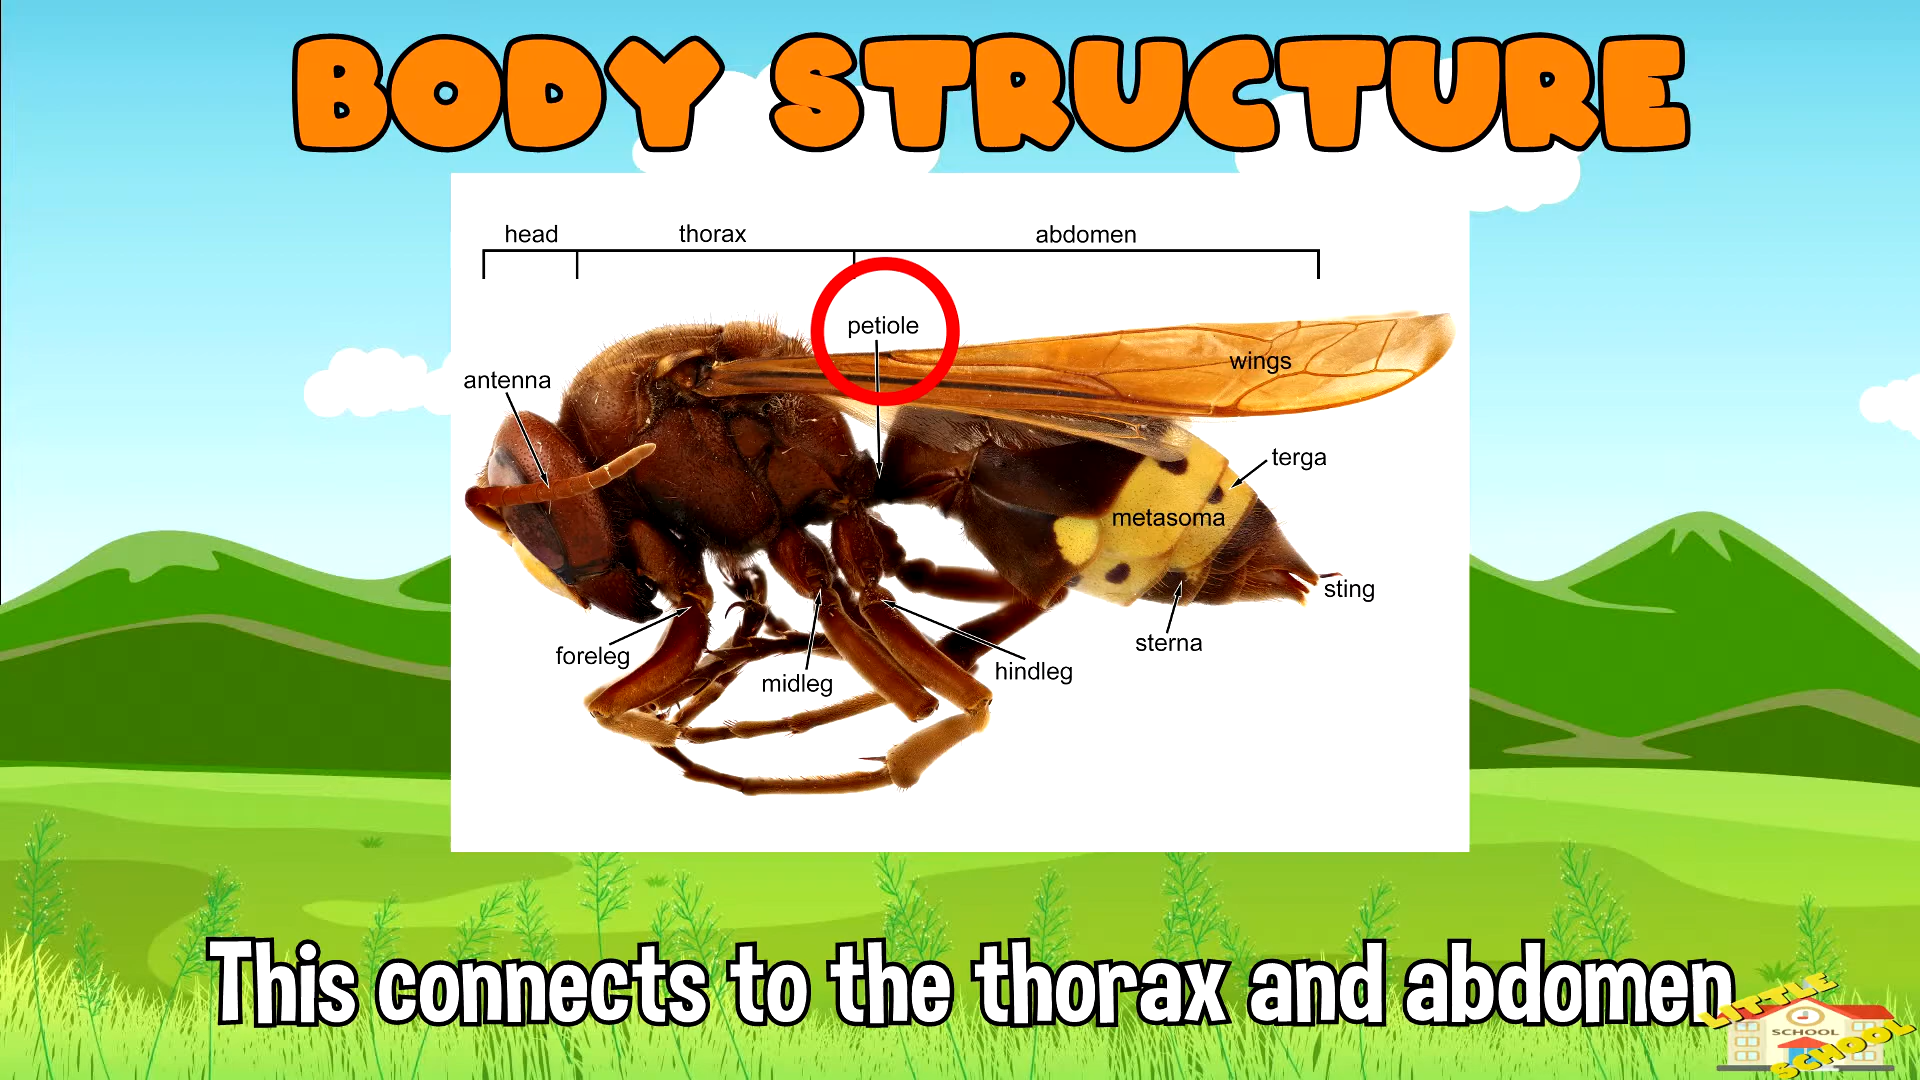 BODY STRUCTURE
head
thorax
abdomen
petiole
wings
antenna
terga
metasoma
sting
sterna
foreleg
midleg
hindleg
This connects to the thorax and abdomen
LITTLE
SCHOOL
SCHOOL